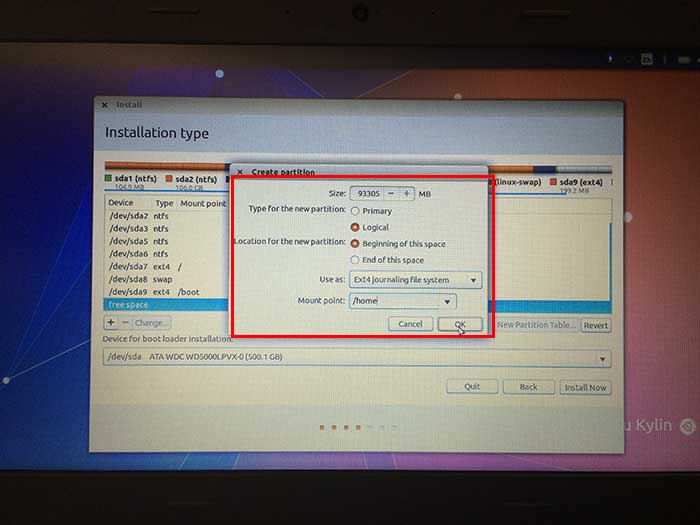 Zh
× Install
Installation type
sda1 (ntfs) sda2 (ntfs) (linux-swap) sda9 (ext4)
104.9 MB 106.0 GB 199.2 MB
Device Type Mount point
/dev/sda2 ntfs
/dev/sda3 ntfs
/dev/sda5 ntfs
/dev/sda6 ntfs
/dev/sda7 ext4 /
/dev/sda8 swap
/dev/sda9 ext4 /boot
free space
× Create partition
Size: 93305 − + MB
Type for the new partition: Primary
Logical
Location for the new partition: Beginning of this space
End of this space
Use as: Ext4 journaling file system
Mount point: /home
Cancel OK
+ − Change... New Partition Table... Revert
Device for boot loader installation:
/dev/sda ATA WDC WD5000LPVX-0 (500.1 GB)
Quit Back Install Now
u Kylin